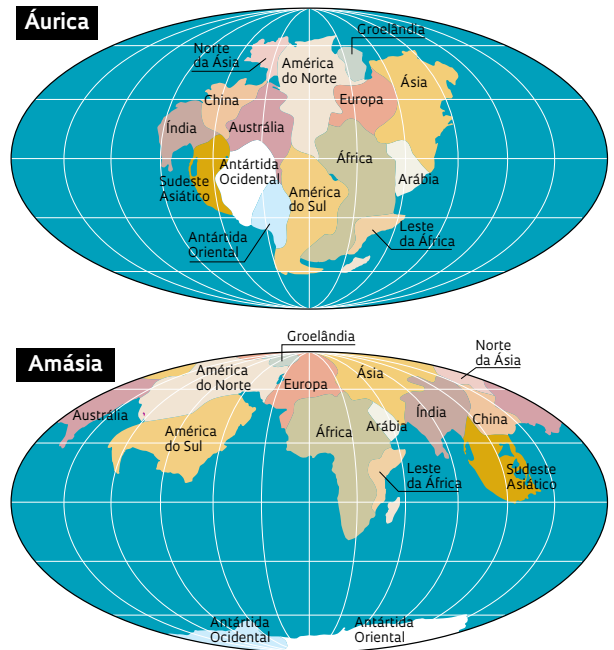 Áurica
Groelândia
Norte
da Ásia
América
do Norte
Ásia
China
Europa
Índia
Austrália
África
Antártida
Ocidental
Arábia
Sudeste
Asiático
América
do Sul
Antártida
Oriental
Leste
da África
Amásia
Groelândia
Norte
da Ásia
América
do Norte
Ásia
Europa
Austrália
Índia
China
América
do Sul
África
Arábia
Leste
da África
Sudeste
Asiático
Antártida
Ocidental
Antártida
Oriental